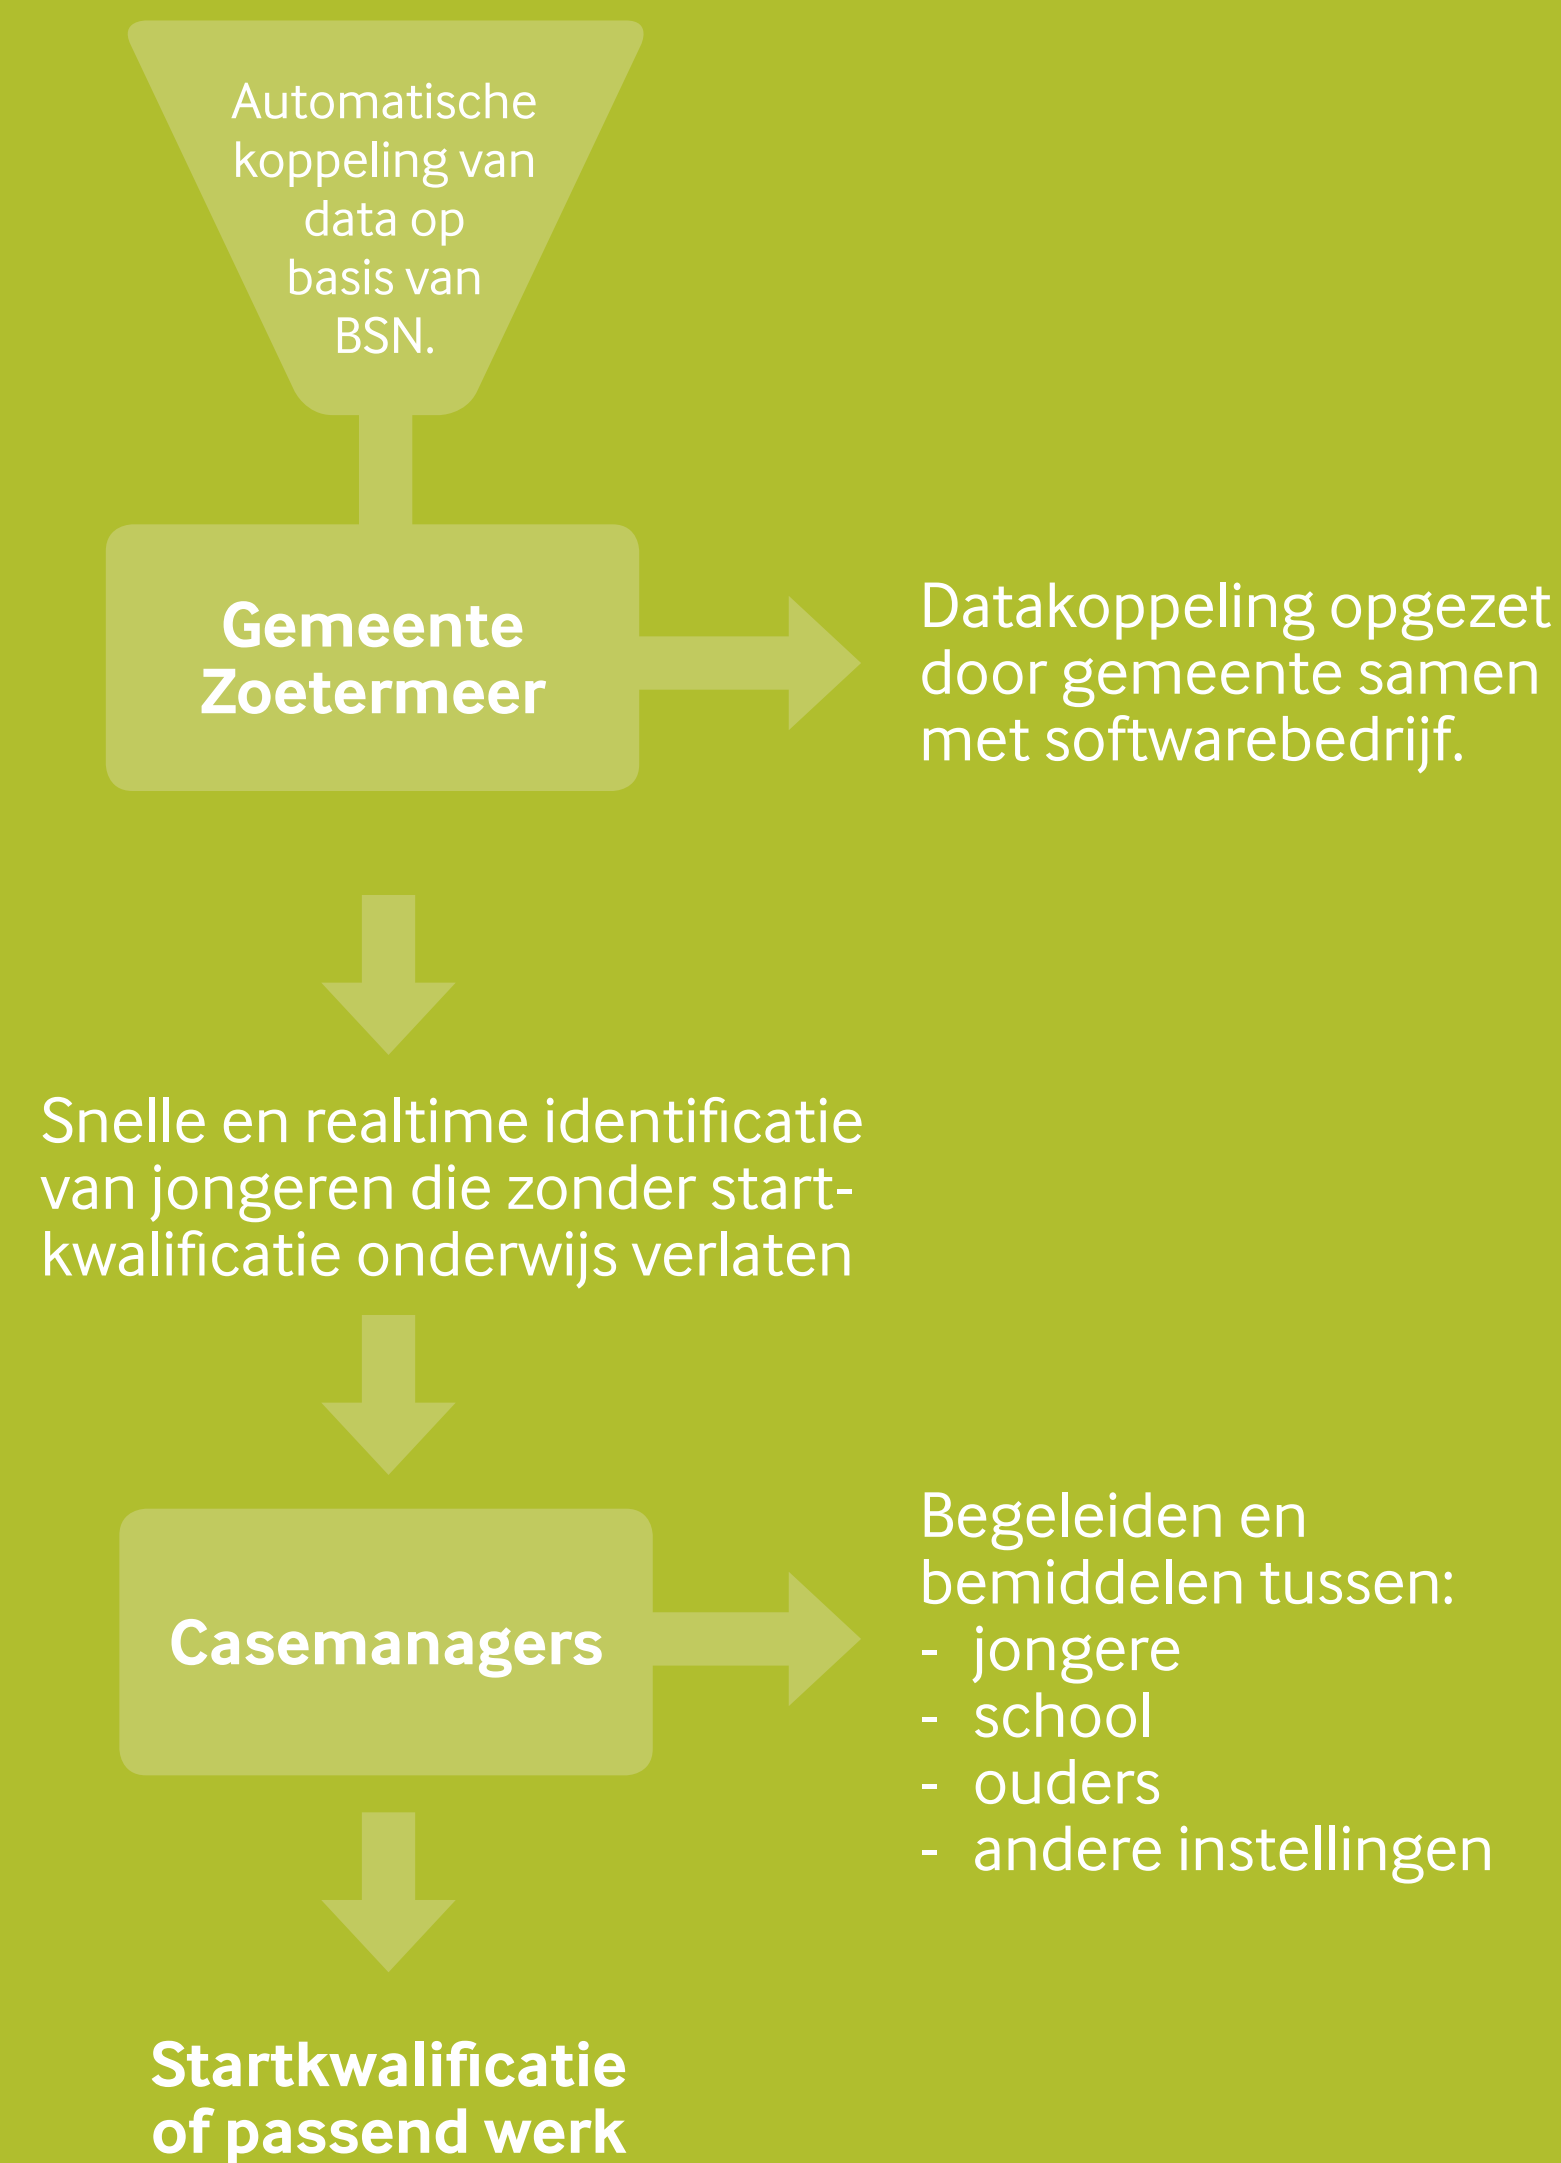 Automatische
koppeling van
data op
basis van
BSN.
Gemeente
Zoetermeer
Datakoppeling opgezet
door gemeente samen
met softwarebedrijf.
Snelle en realtime identificatie
van jongeren die zonder start-
kwalificatie onderwijs verlaten
Casemanagers
Begeleiden en
bemiddelen tussen:
- jongere
- school
- ouders
- andere instellingen
Startkwalificatie
of passend werk